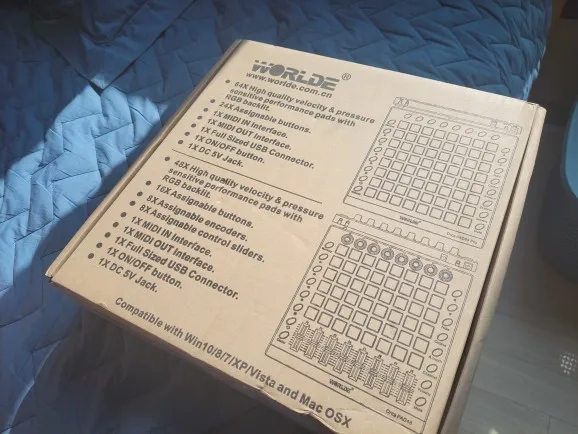 WORLDE®
www.worlde.com.cn
64X High quality velocity & pressure
sensitive performance pads with
RGB backlit.
24X Assignable buttons.
1X MIDI IN Interface.
1X MIDI OUT Interface.
1X Full Sized USB Connector.
1X ON/OFF button.
1X DC 5V Jack.
48X High quality velocity & pressure
sensitive performance pads with
RGB backlit.
16X Assignable buttons.
8X Assignable encoders.
8X Assignable control sliders.
1X MIDI IN Interface.
1X MIDI OUT Interface.
1X Full Sized USB Connector.
1X ON/OFF button.
1X DC 5V Jack.
Compatible with Win10/8/7/XP/Vista and Mac OSX
WORLDE
WORLDE